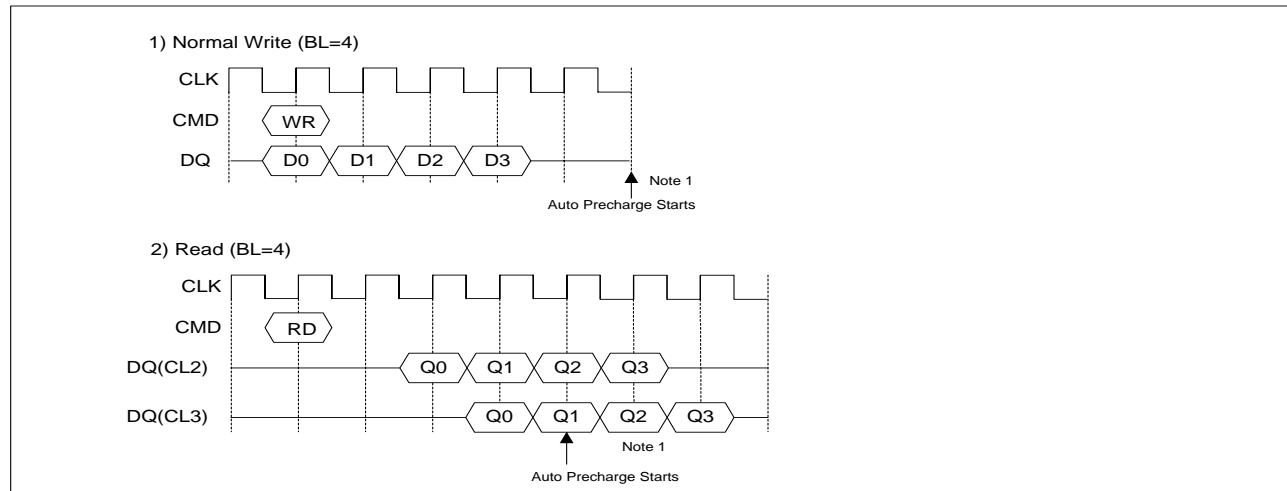 1) Normal Write (BL=4)
CLK
CMD WR
DQ D0 D1 D2 D3
Note 1
Auto Precharge Starts
2) Read (BL=4)
CLK
CMD RD
DQ(CL2) Q0 Q1 Q2 Q3
DQ(CL3) Q0 Q1 Q2 Q3
Note 1
Auto Precharge Starts